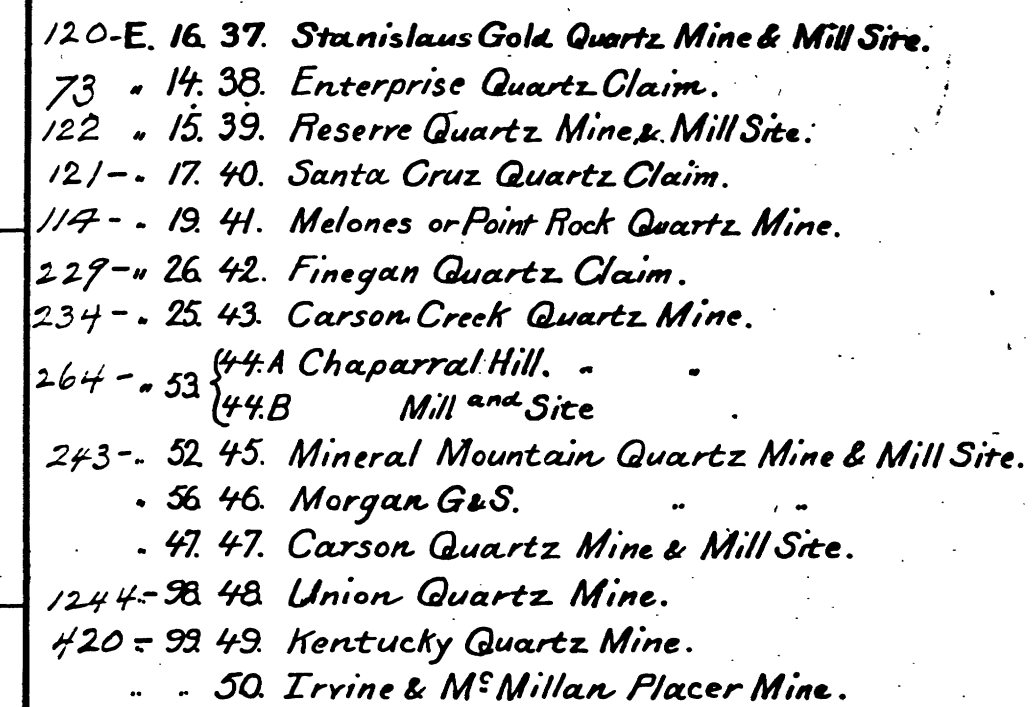 120-E. 16. 37. Stanislaus Gold Quartz Mine & Mill Site.
73 " 14. 38. Enterprise Quartz Claim.
122 " 15. 39. Reserre Quartz Mine, & Mill Site.
121-" 17. 40. Santa Cruz Quartz Claim.
114-" 19. 41. Melones or Point Rock Quartz Mine.
229-" 26. 42. Finegan Quartz Claim.
234-" 25. 43. Carson Creek Quartz Mine.
264-" 53. { 44.A Chaparral Hill. " "
44.B Mill and Site
243-" 52. 45. Mineral Mountain Quartz Mine & Mill Site.
" 56. 46. Morgan G&S. " "
" 47. 47. Carson Quartz Mine & Mill Site.
1244-" 98. 48. Union Quartz Mine.
420-" 99. 49. Kentucky Quartz Mine.
" " 50. Irvine & McMillan Placer Mine.